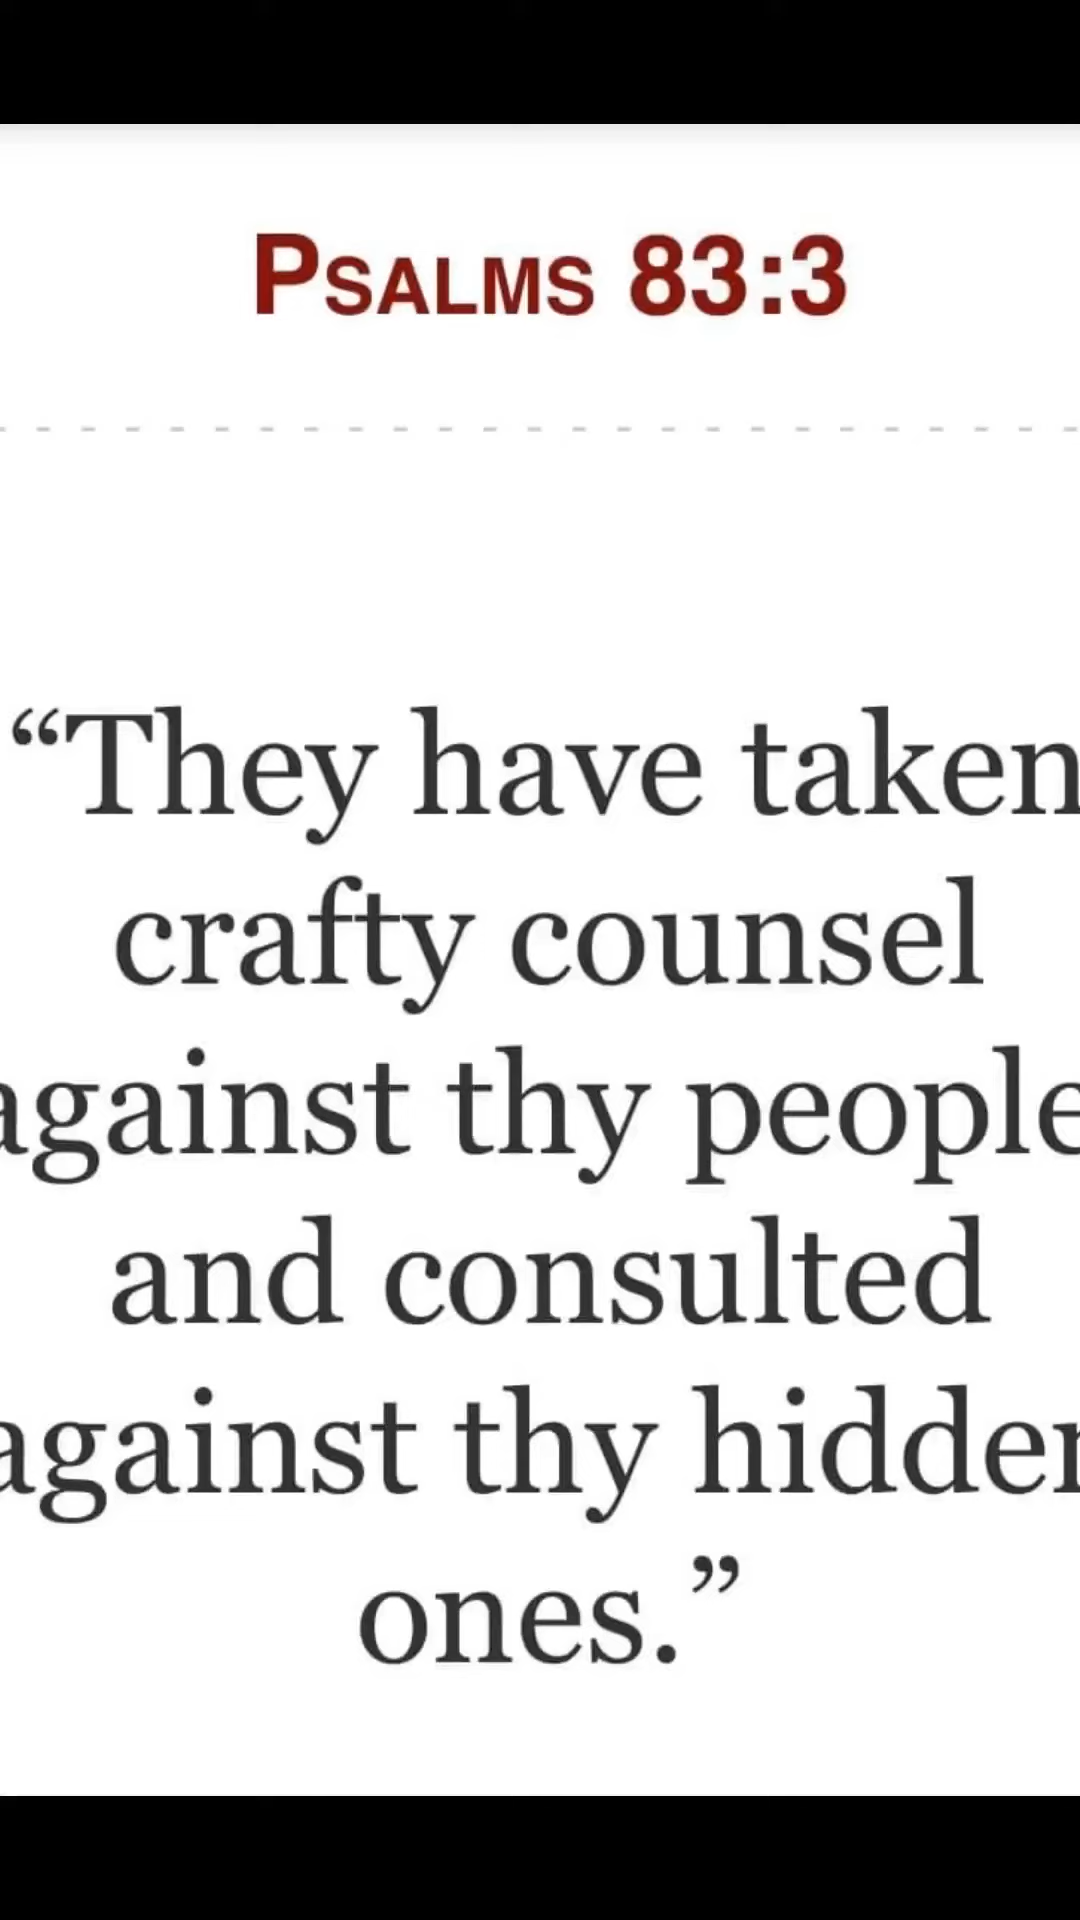 Psalms 83:3
“They have taken
crafty counsel
against thy people
and consulted
against thy hidden
ones.”